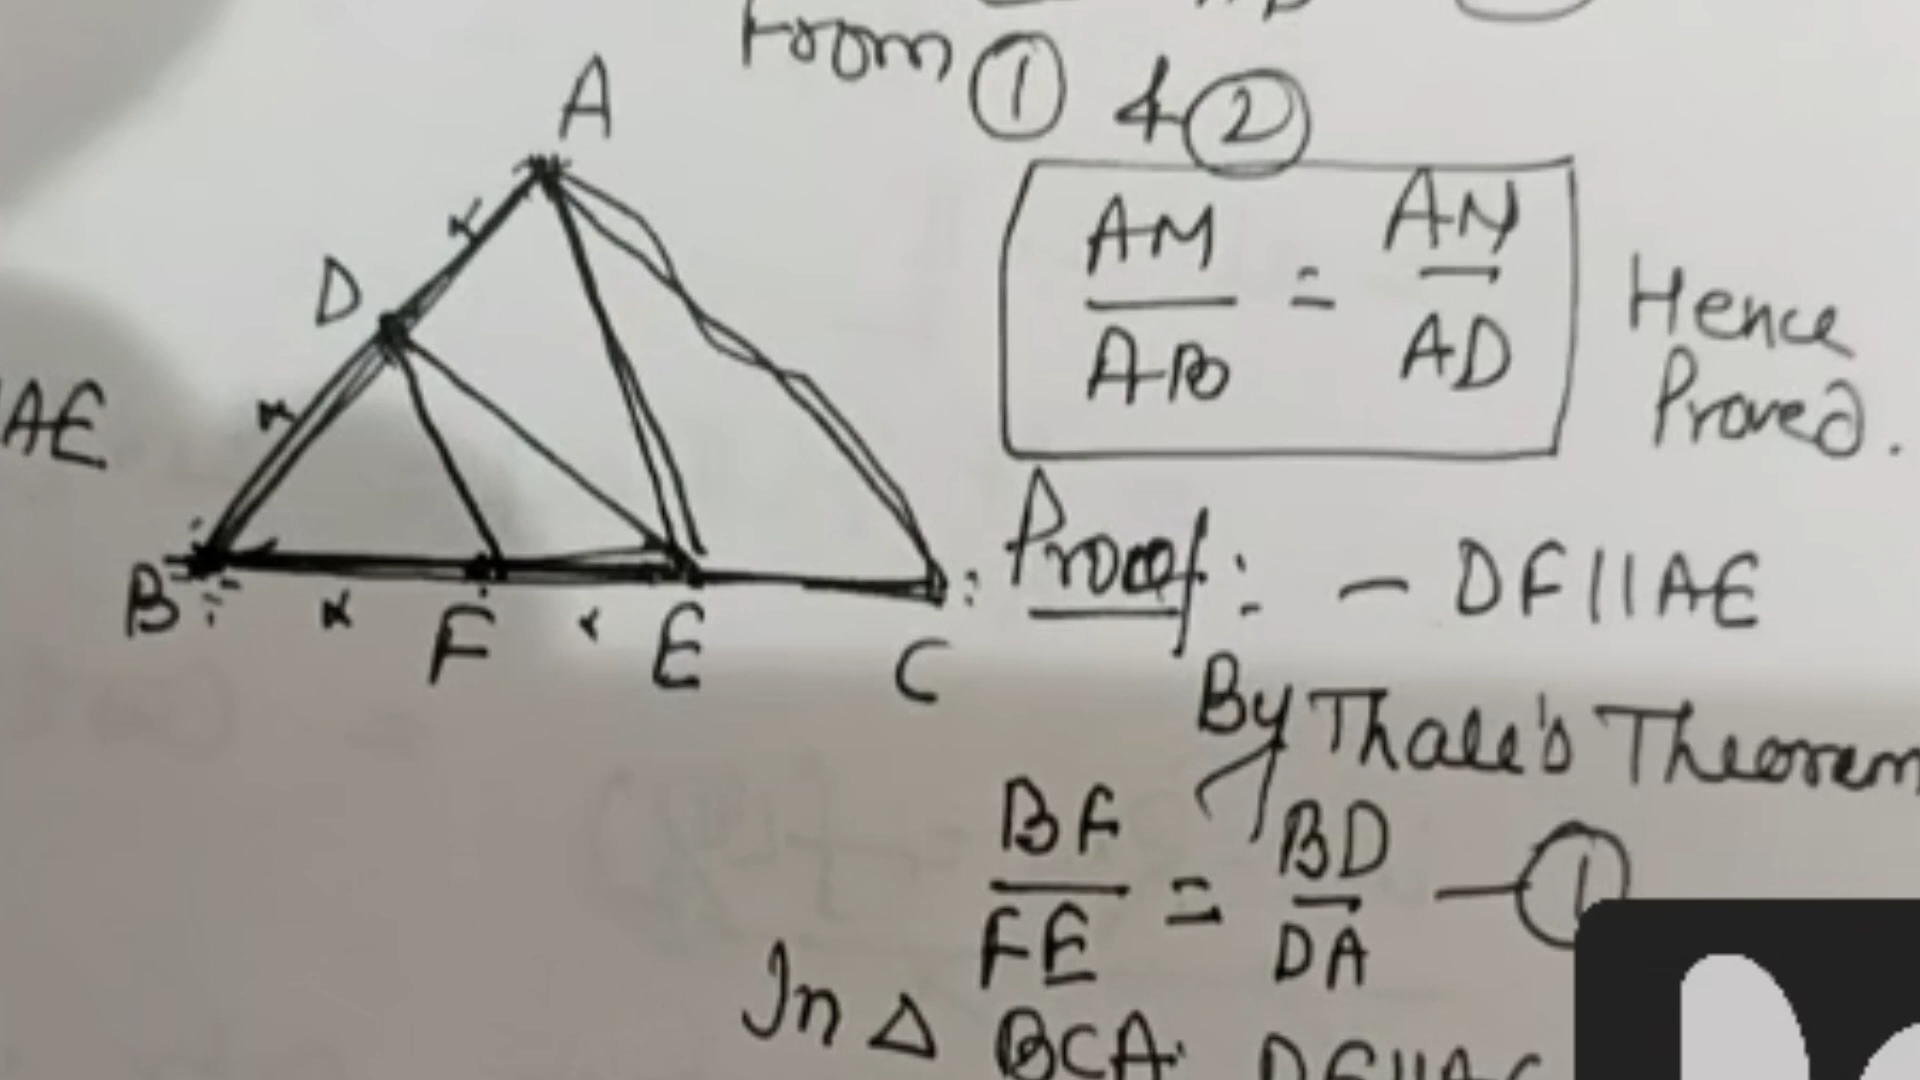 From ① & ②
A
AM/AB = AN/AD
Hence
Proved.
D
AE
B F E C
Proof :- DF||AE
By Thale's Theorem
BF/FE = BD/DA — ①
In △ BCA